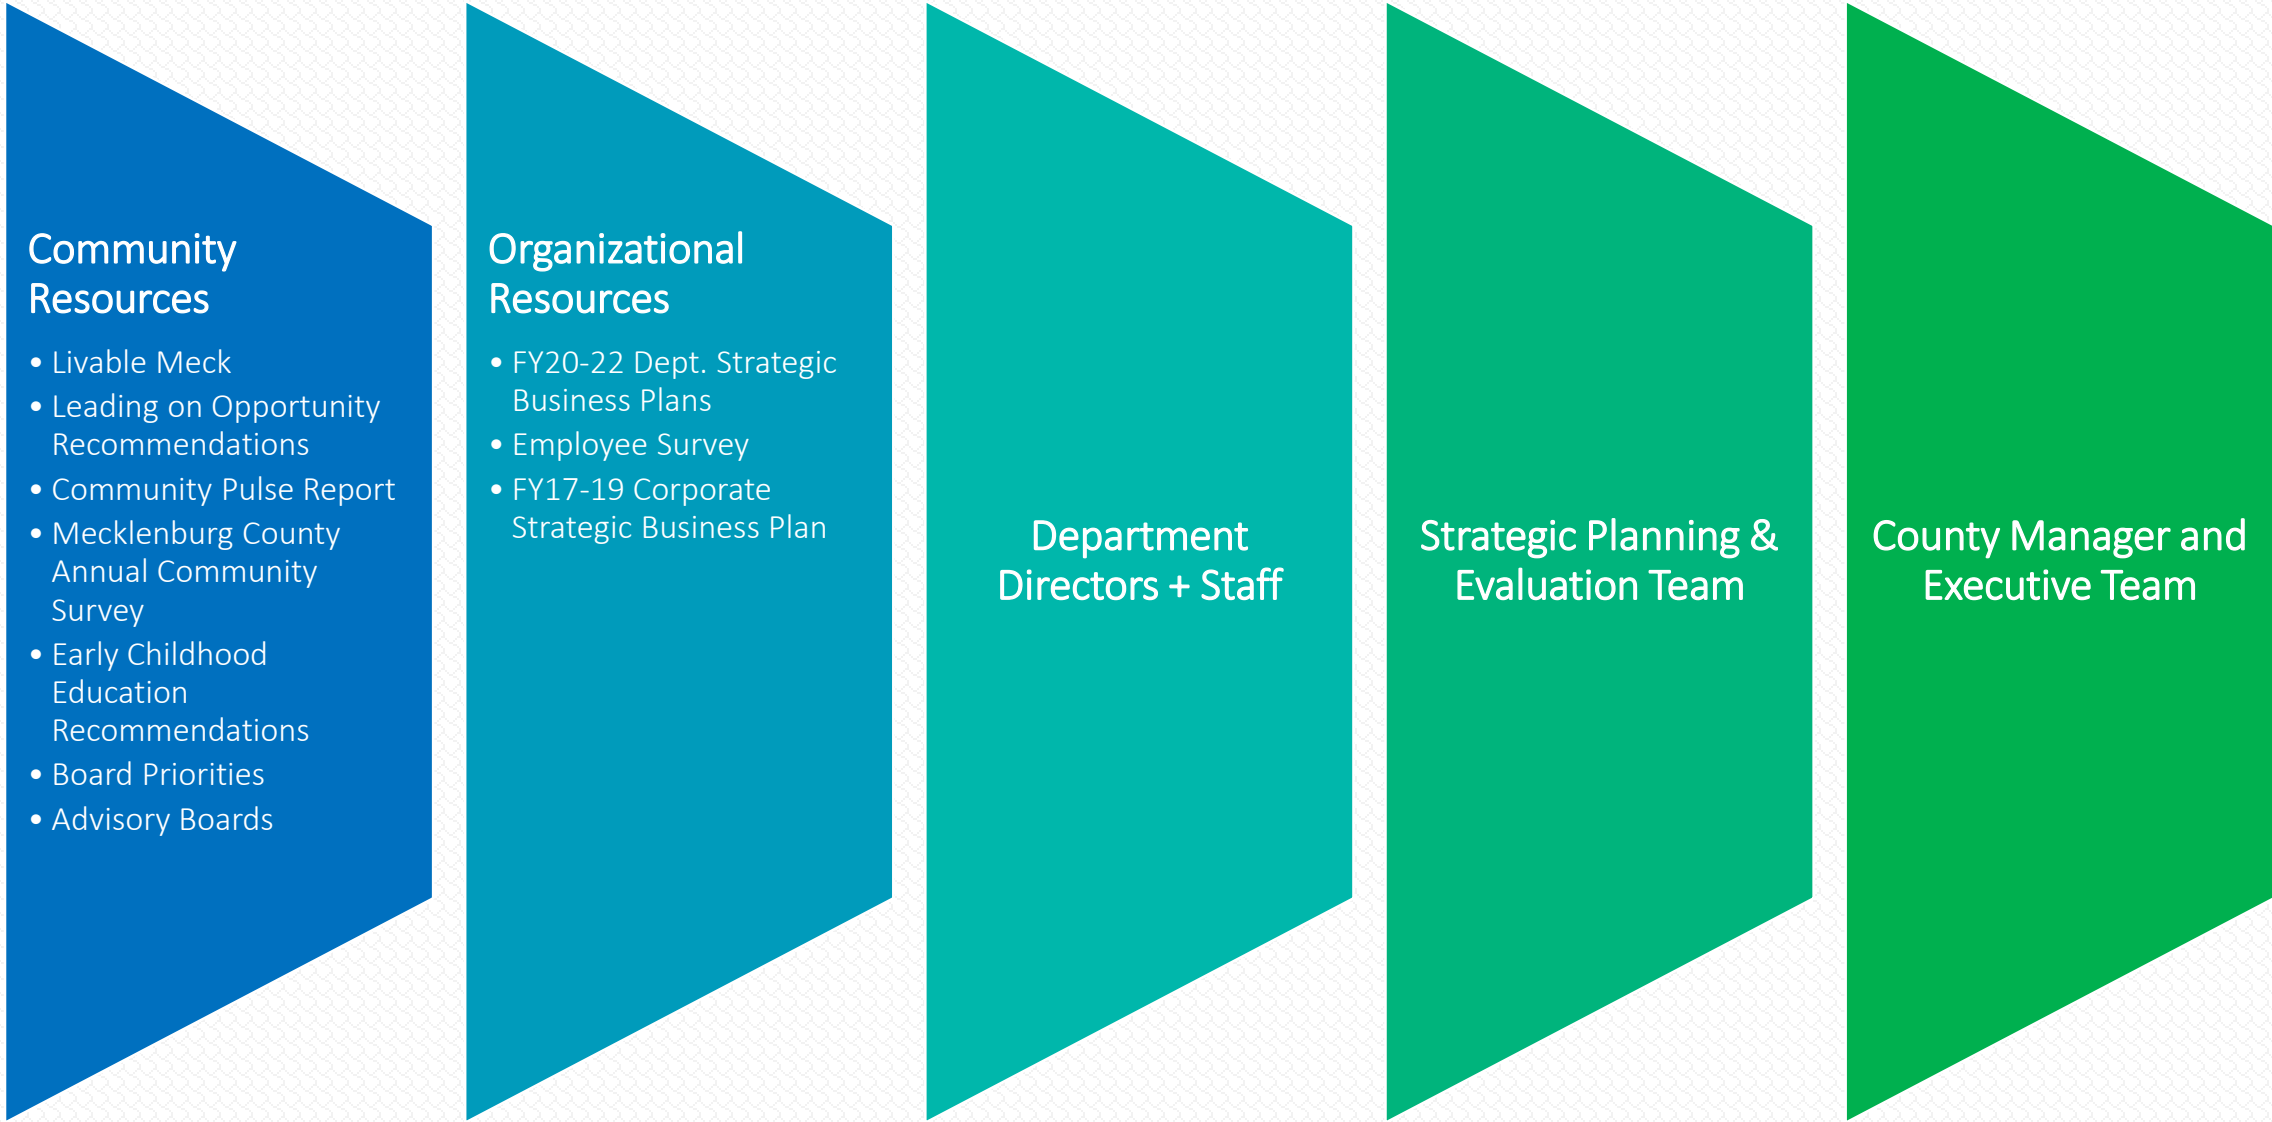 Community
Resources
• Livable Meck
• Leading on Opportunity
Recommendations
• Community Pulse Report
• Mecklenburg County
Annual Community
Survey
• Early Childhood
Education
Recommendations
• Board Priorities
• Advisory Boards
Organizational
Resources
• FY20-22 Dept. Strategic
Business Plans
• Employee Survey
• FY17-19 Corporate
Strategic Business Plan
Department
Directors + Staff
Strategic Planning &
Evaluation Team
County Manager and
Executive Team